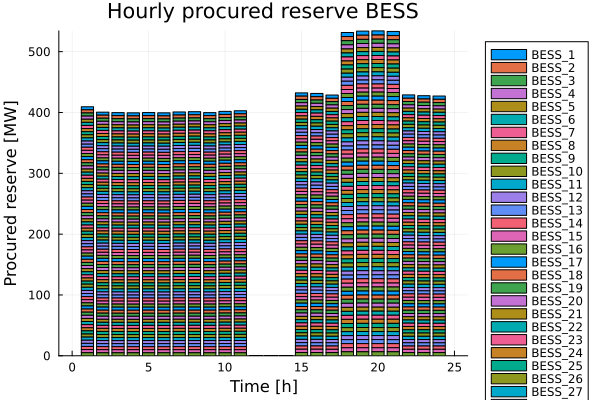 Hourly procured reserve BESS
Procured reserve [MW]
500
400
300
200
100
0
0 5 10 15 20 25
Time [h]
BESS_1
BESS_2
BESS_3
BESS_4
BESS_5
BESS_6
BESS_7
BESS_8
BESS_9
BESS_10
BESS_11
BESS_12
BESS_13
BESS_14
BESS_15
BESS_16
BESS_17
BESS_18
BESS_19
BESS_20
BESS_21
BESS_22
BESS_23
BESS_24
BESS_25
BESS_26
BESS_27